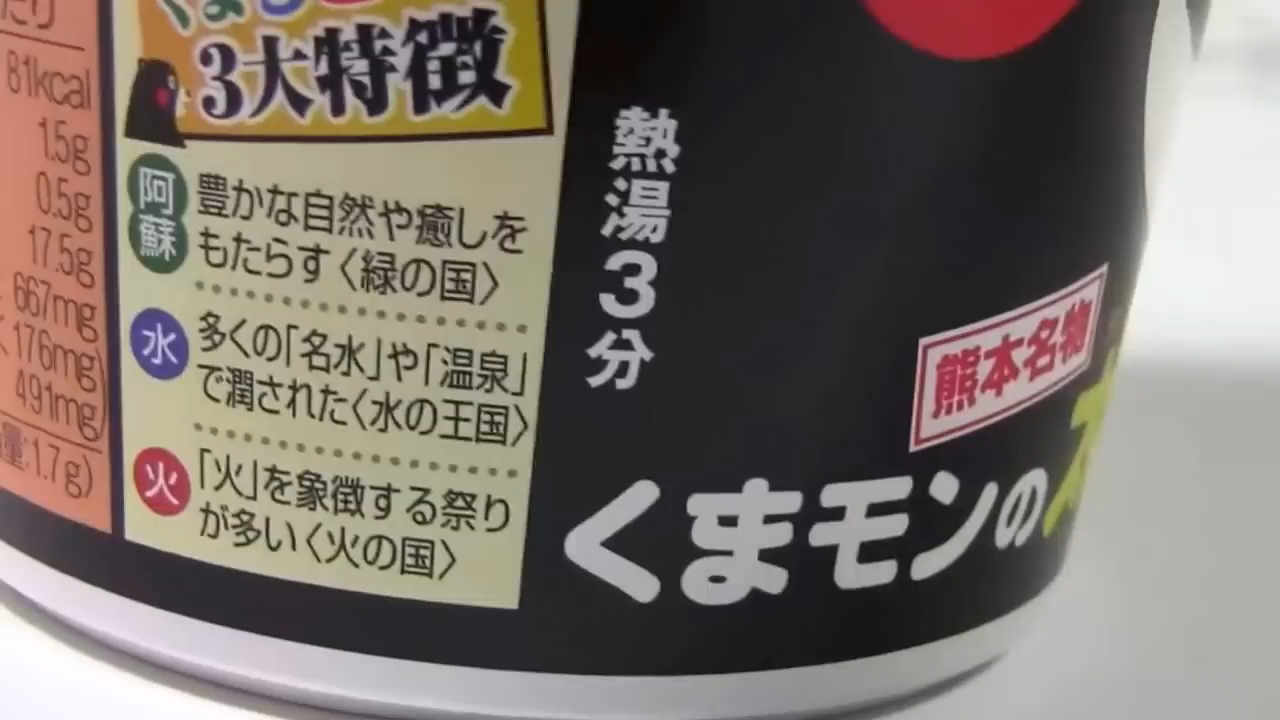 81kcal
1.5g
0.5g
17.5g
667mg
176mg)
491mg
量:1.7g)
3大特徴
阿蘇
豊かな自然や癒しを
もたらす〈緑の国〉
水
多くの「名水」や「温泉」
で潤された〈水の王国〉
火
「火」を象徴する祭り
が多い〈火の国〉
熱湯3分
熊本名物
くまモンの